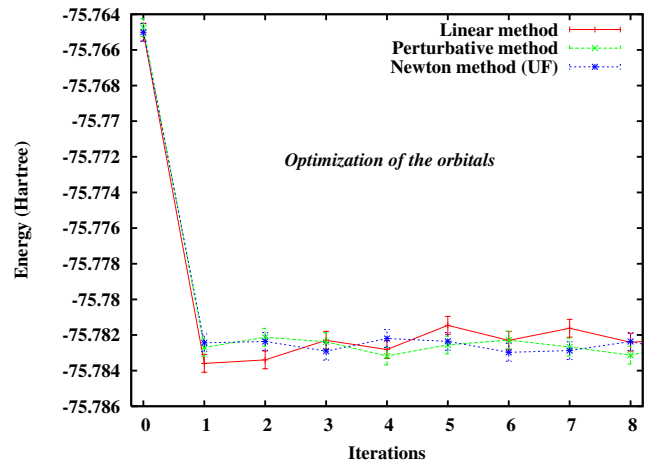 -75.764
-75.766
-75.768
-75.77
-75.772
-75.774
-75.776
-75.778
-75.78
-75.782
-75.784
-75.786
Energy (Hartree)
Linear method
Perturbative method
Newton method (UF)
Optimization of the orbitals
0 1 2 3 4 5 6 7 8
Iterations